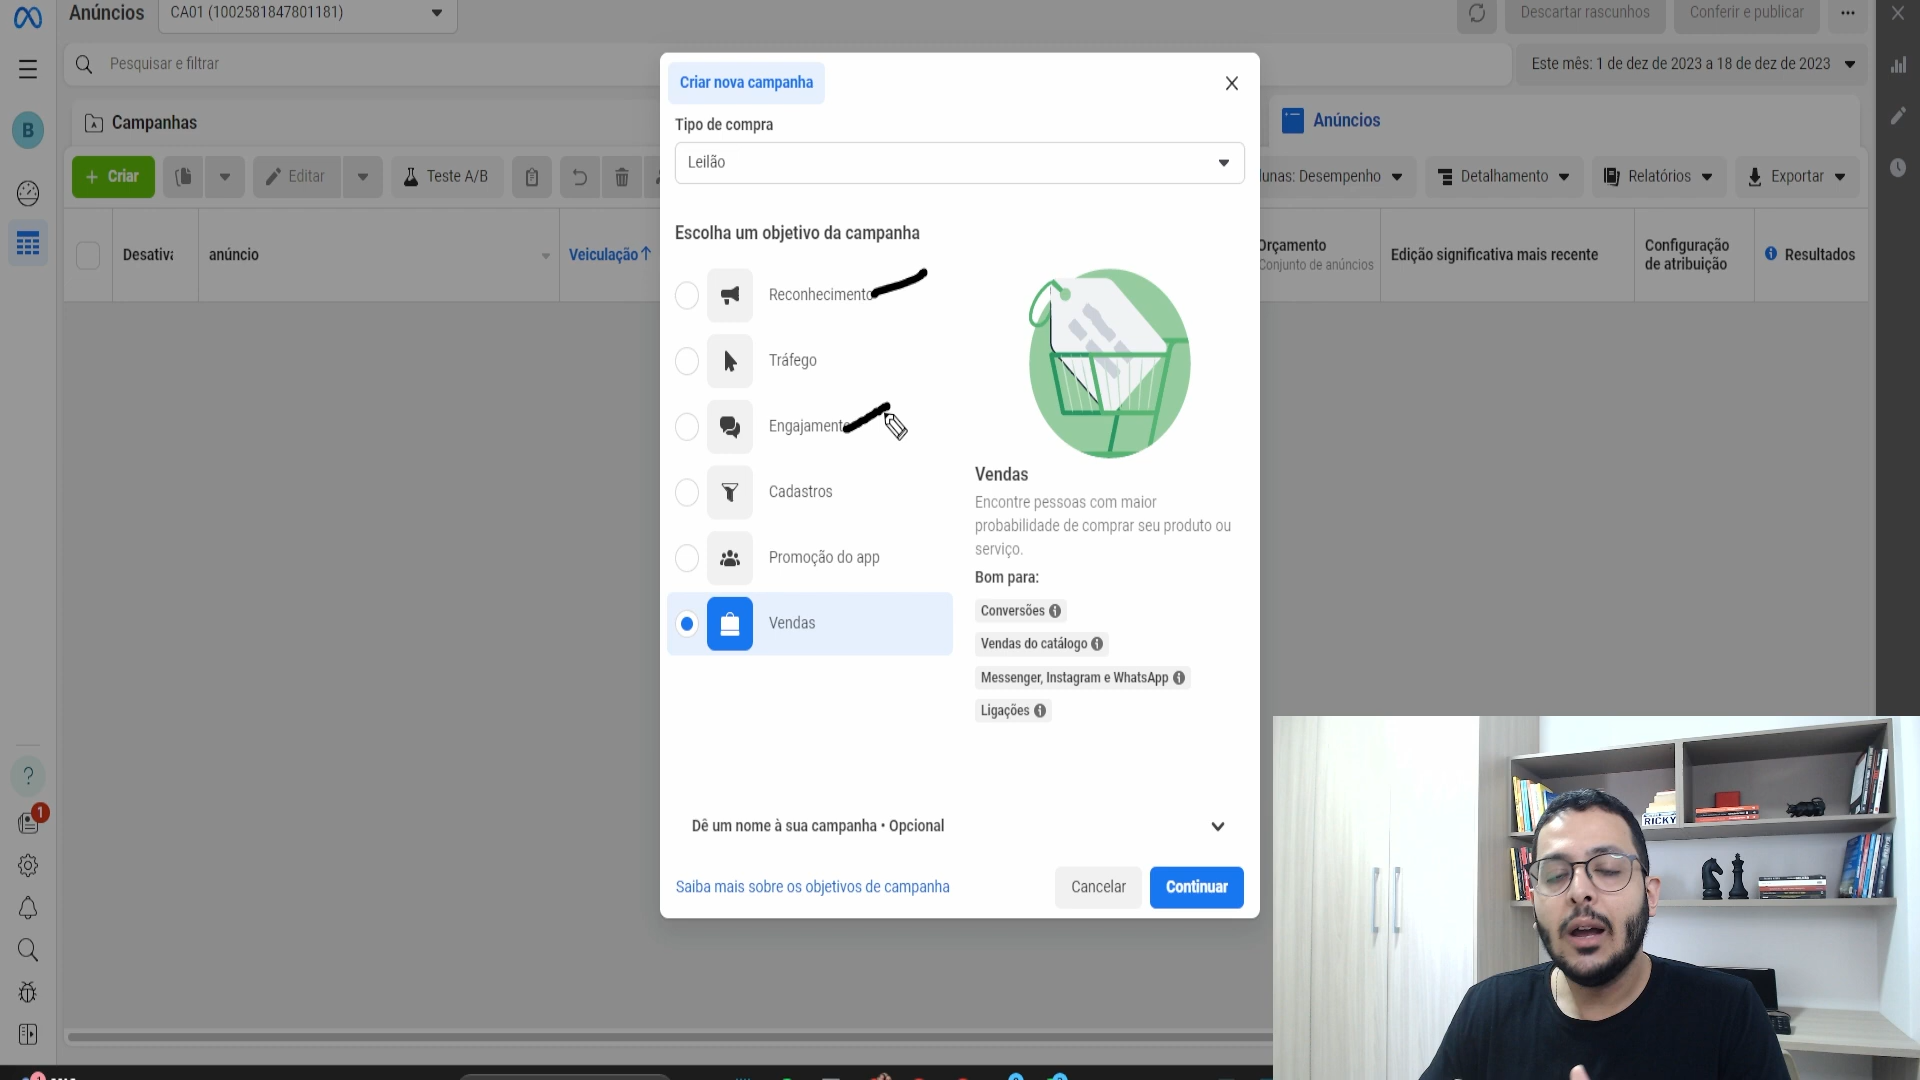 Anúncios
CA01 (1002581847801181)
Descartar rascunhos
Conferir e publicar
Pesquisar e filtrar
Este mês: 1 de dez de 2023 a 18 de dez de 2023
B
Campanhas
Anúncios
+ Criar
Editar
Teste A/B
Desempenho
Detalhamento
Relatórios
Exportar
anúncio
Veiculação↑
Orçamento
Conjunto de anúncios
Edição significativa mais recente
Configuração
de atribuição
Resultados
Criar nova campanha
Tipo de compra
Leilão
Escolha um objetivo da campanha
Reconhecimento
Tráfego
Engajamento
Cadastros
Promoção do app
Vendas
Vendas
Encontre pessoas com maior
probabilidade de comprar seu produto ou
serviço.
Bom para:
Conversões
Vendas do catálogo
Messenger, Instagram e WhatsApp
Ligações
Dê um nome à sua campanha • Opcional
Saiba mais sobre os objetivos de campanha
Cancelar
Continuar
?
1
RICKY